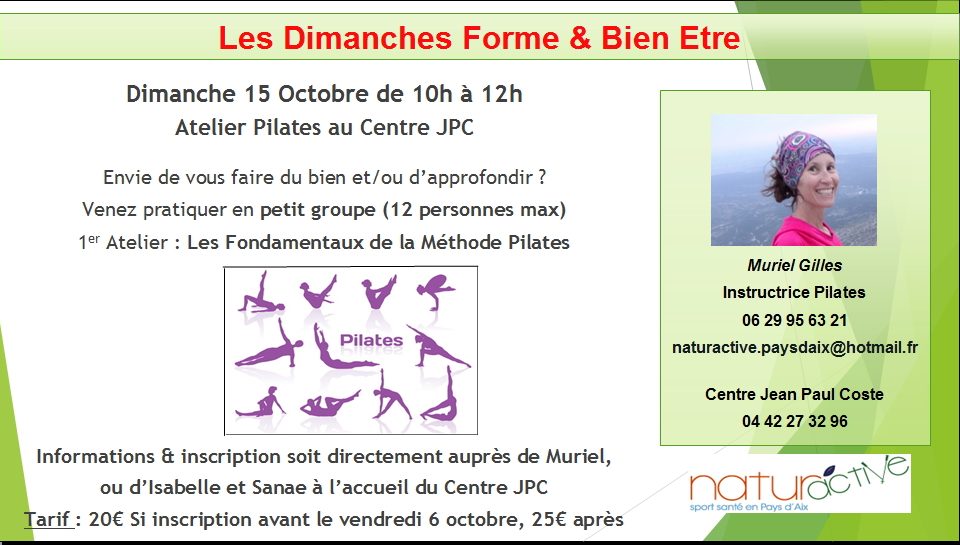 Les Dimanches Forme & Bien Etre
Dimanche 15 Octobre de 10h à 12h
Atelier Pilates au Centre JPC
Envie de vous faire du bien et/ou d’approfondir ?
Venez pratiquer en petit groupe (12 personnes max)
1er Atelier : Les Fondamentaux de la Méthode Pilates
Pilates
Informations & inscription soit directement auprès de Muriel,
ou d’Isabelle et Sanae à l’accueil du Centre JPC
Tarif : 20€ Si inscription avant le vendredi 6 octobre, 25€ après
Muriel Gilles
Instructrice Pilates
06 29 95 63 21
naturactive.paysdaix@hotmail.fr
Centre Jean Paul Coste
04 42 27 32 96
naturactive
sport santé en Pays d'Aix